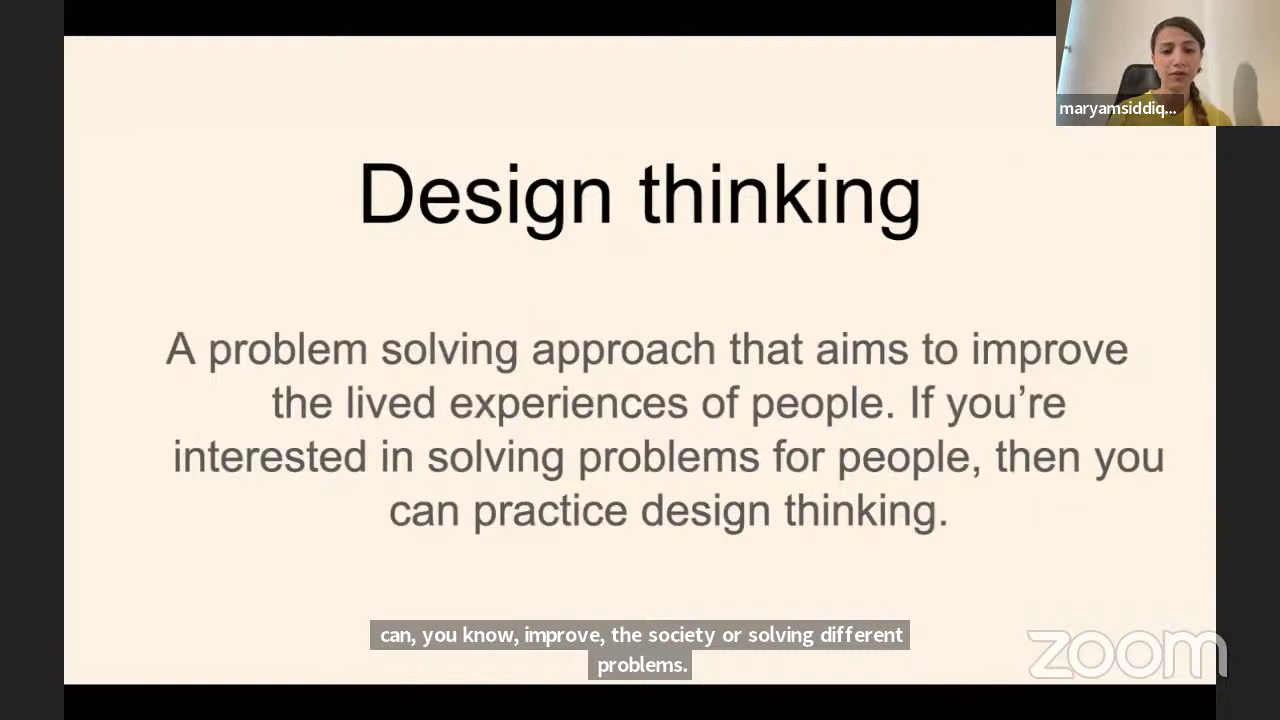 maryamsiddiq...
Design thinking
A problem solving approach that aims to improve
the lived experiences of people. If you’re
interested in solving problems for people, then you
can practice design thinking.
can, you know, improve, the society or solving different
problems.
zoom